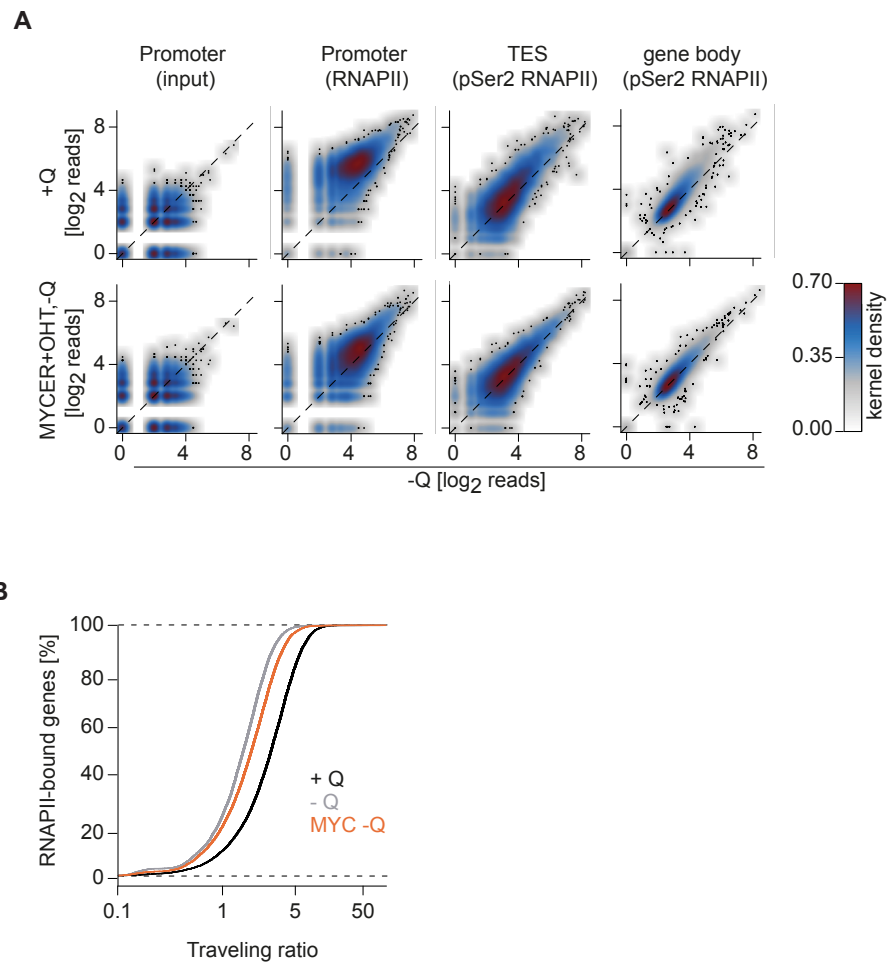 A
Promoter
(input)
Promoter
(RNAPII)
TES
(pSer2 RNAPII)
gene body
(pSer2 RNAPII)
+Q
[log2 reads]
8
4
0
MYCER+OHT,-Q
[log2 reads]
8
4
0
0 4 8
0 4 8
0 4 8
0 4 8
-Q [log2 reads]
0.70
0.35
0.00
kernel density
B
RNAPII-bound genes [%]
100
80
60
40
20
0
+ Q
- Q
MYC -Q
0.1 1 5 50
Traveling ratio